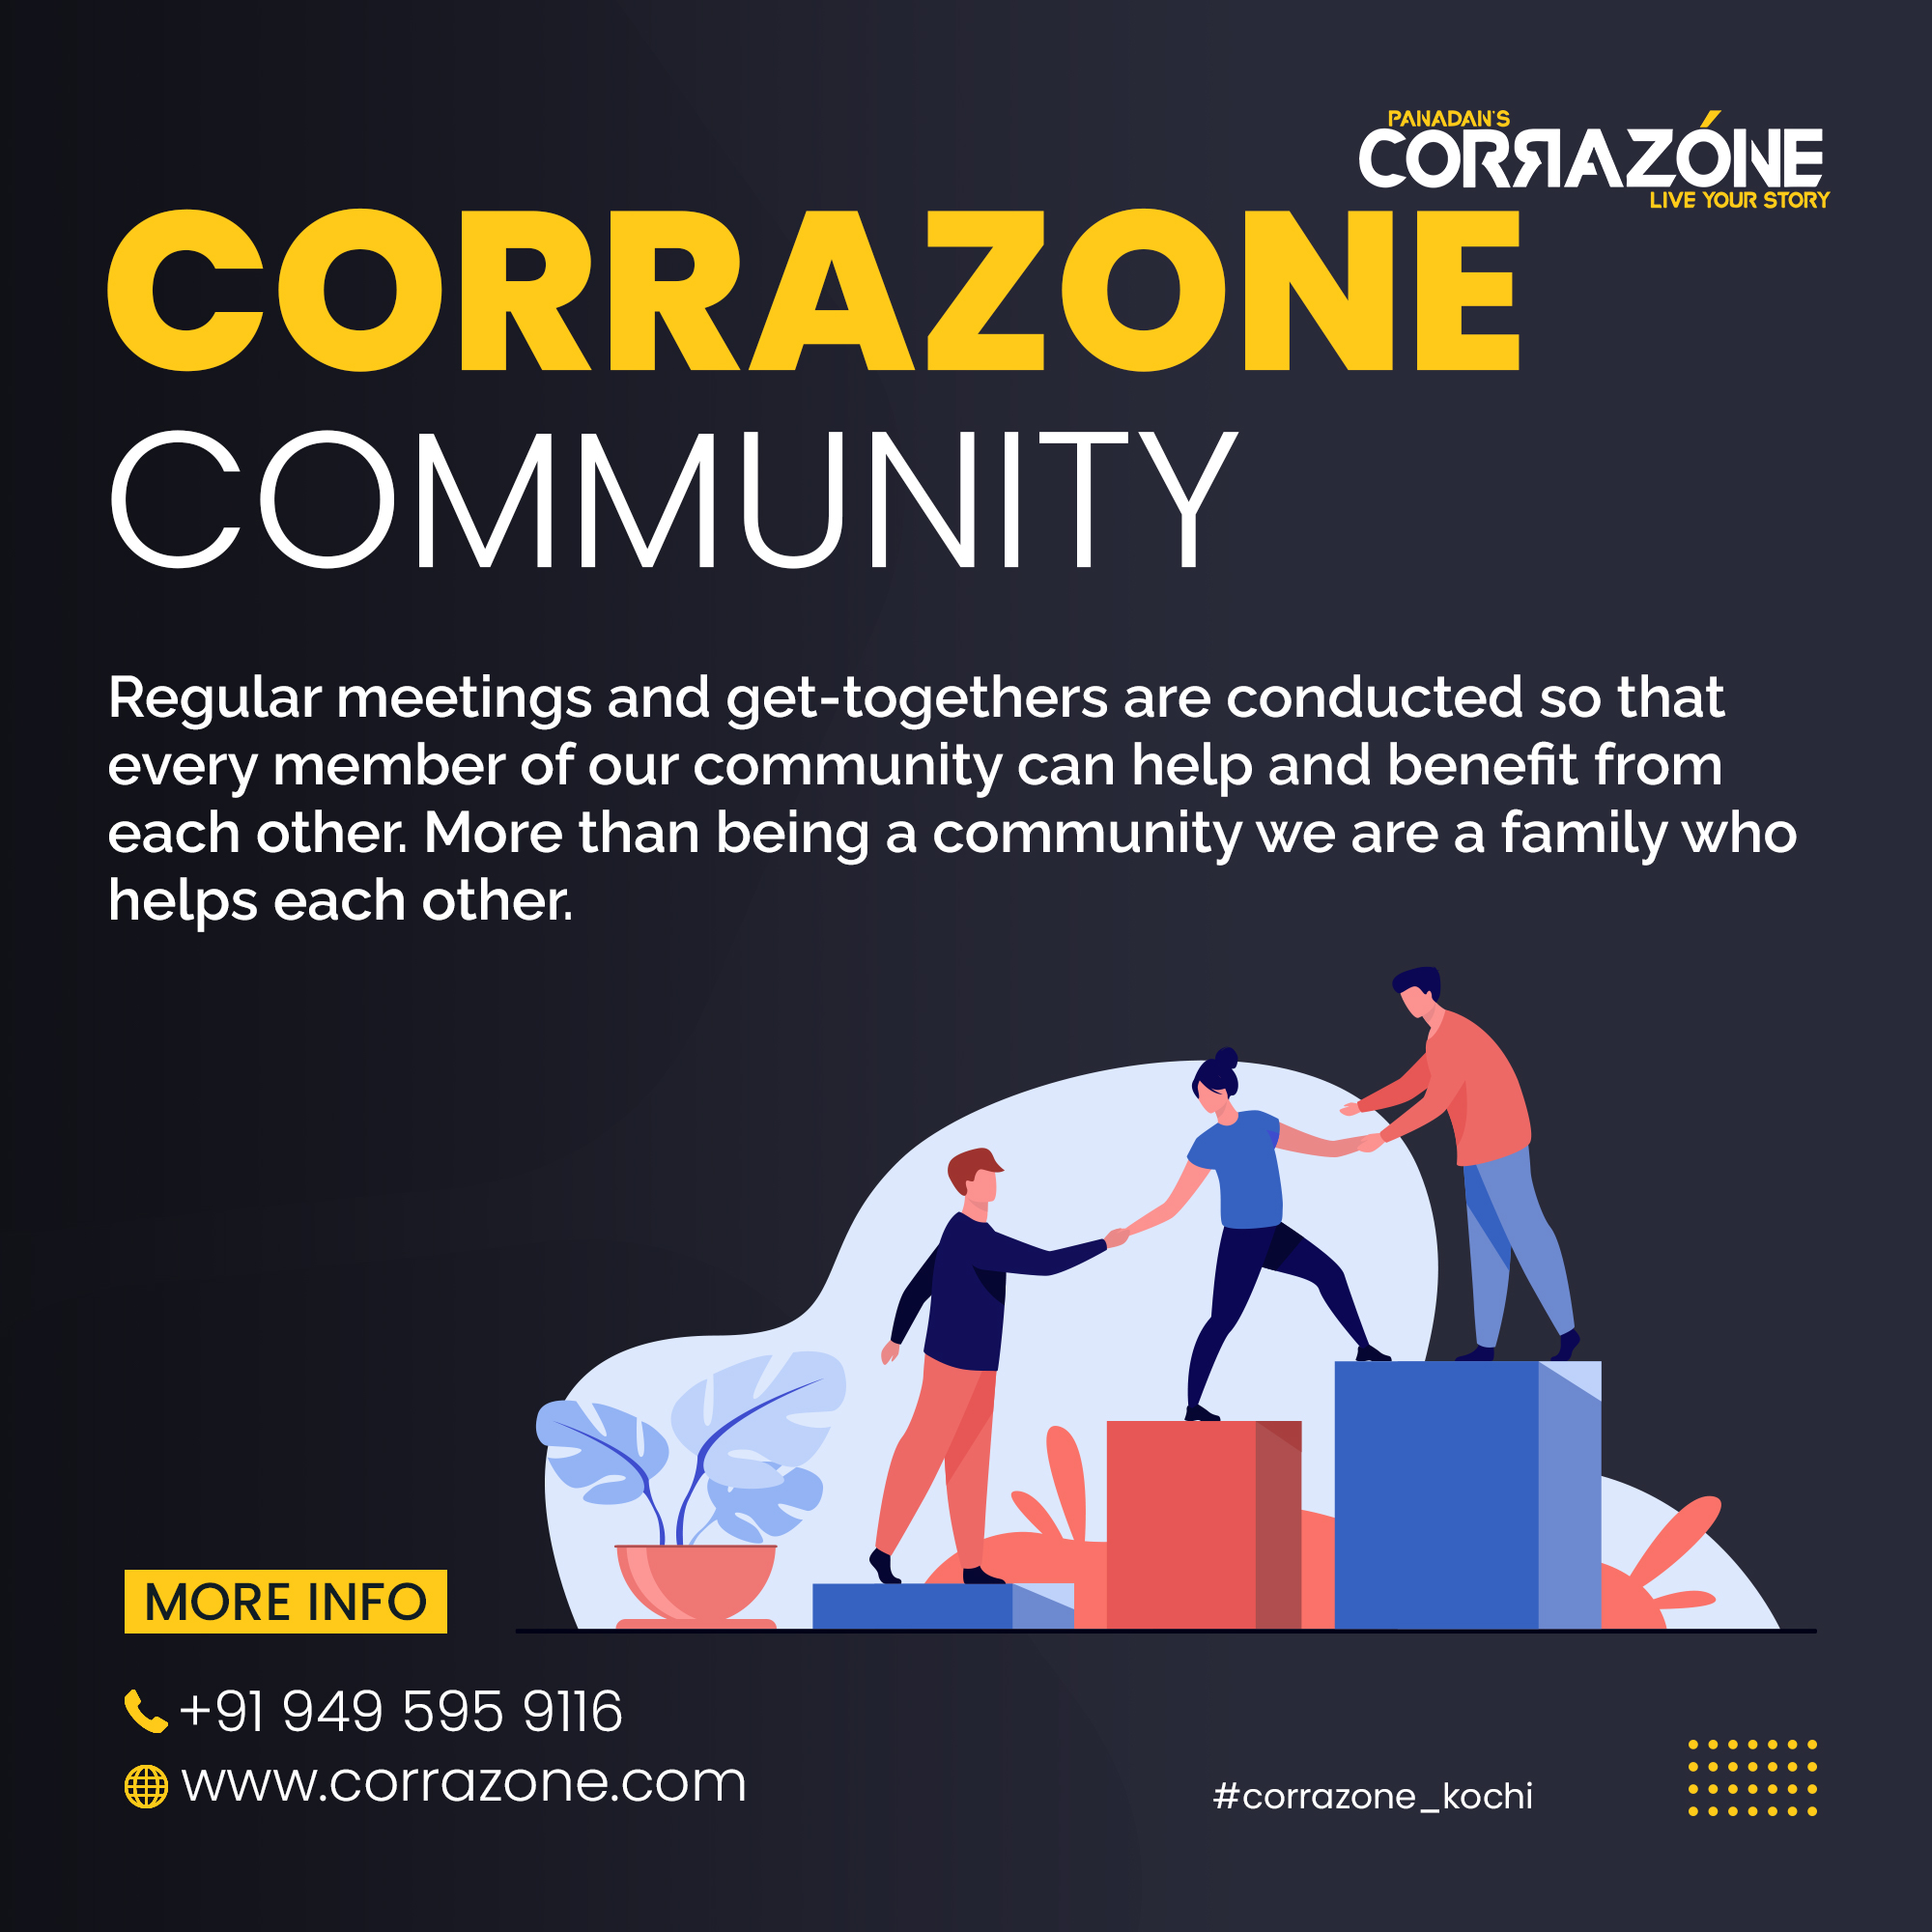 PANADAN'S
CORRAZÓNE
LIVE YOUR STORY
CORRAZONE
COMMUNITY
Regular meetings and get-togethers are conducted so that
every member of our community can help and benefit from
each other. More than being a community we are a family who
helps each other.
MORE INFO
+91 949 595 9116
www.corrazone.com
#corrazone_kochi